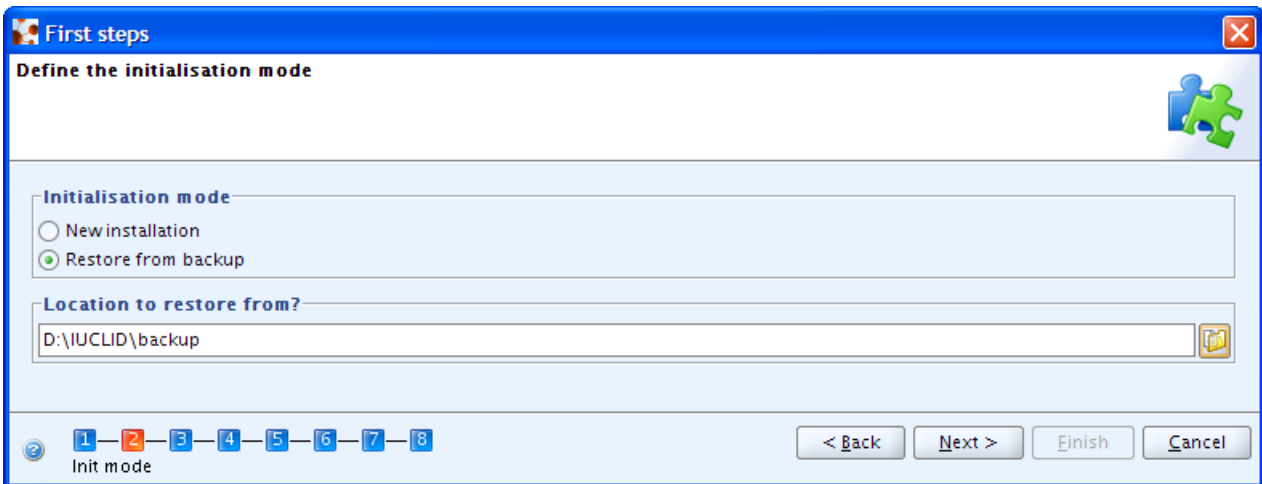 First steps
Define the initialisation mode
Initialisation mode
New installation
Restore from backup
Location to restore from?
D:\IUCLID\backup
1 2 3 4 5 6 7 8
< Back Next > Finish Cancel
Init mode